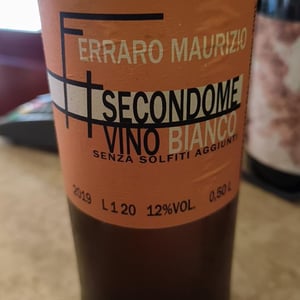 FERRARO MAURIZIO
SECONDOME
VINO BIANCO
SENZA SOLFITI AGGIUNTI
2019 L 1 20 12%VOL. 0,50 L